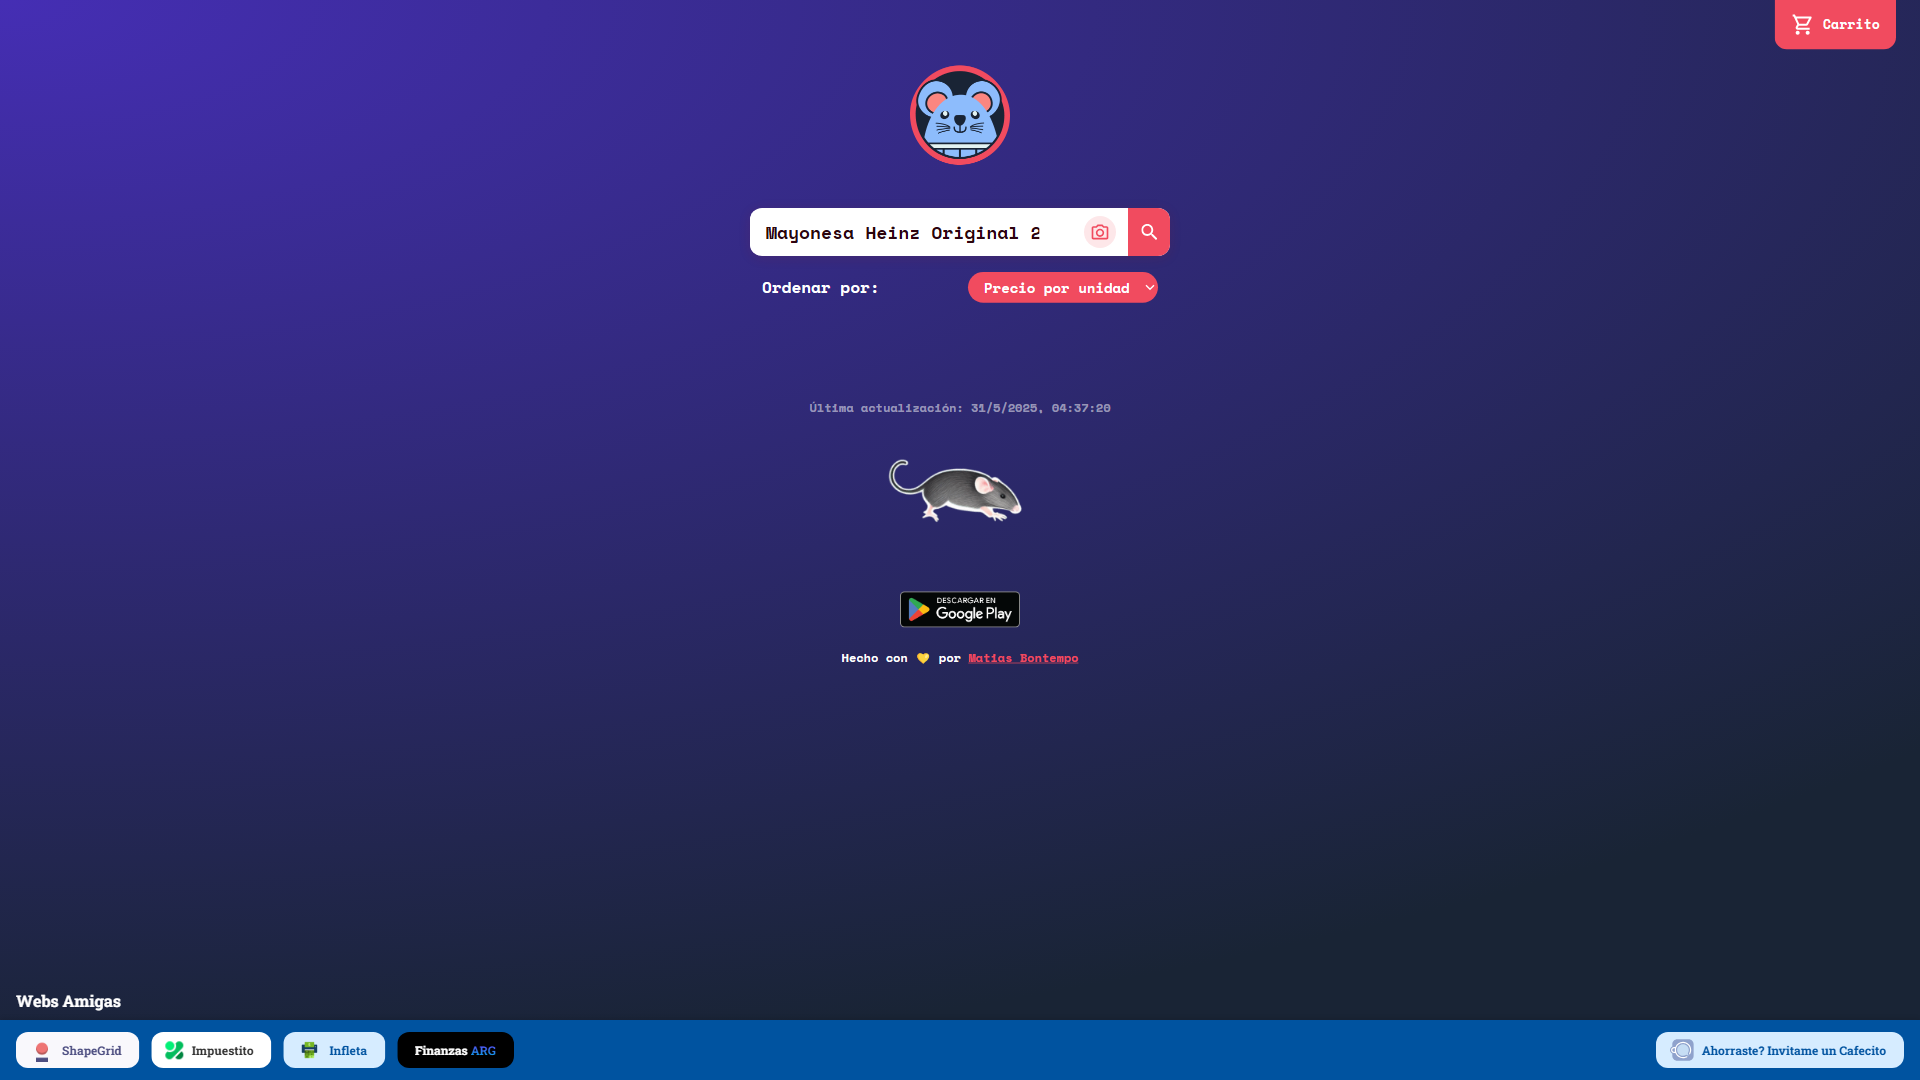 Carrito
Mayonesa Heinz Original 2
Ordenar por:
Precio por unidad
Última actualización: 31/5/2025, 04:37:20
DESCARGAR EN
Google Play
Hecho con 💛 por Matias Bontempo
Webs Amigas
ShapeGrid
Impuestito
Infleta
Finanzas ARG
Ahorraste? Invitame un Cafecito